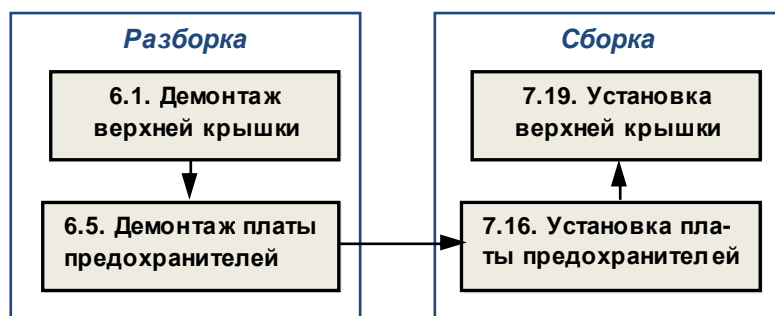 Разборка
6.1. Демонтаж
верхней крышки
6.5. Демонтаж платы
предохранителей
Сборка
7.19. Установка
верхней крышки
7.16. Установка пла-
ты предохранителей